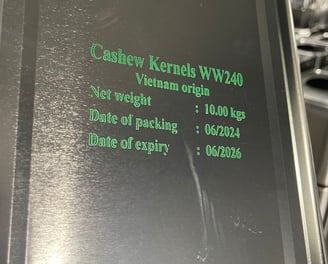 Cashew Kernels WW240
Vietnam origin
Net weight : 10.00 kgs
Date of packing : 06/2024
Date of expiry : 06/2026